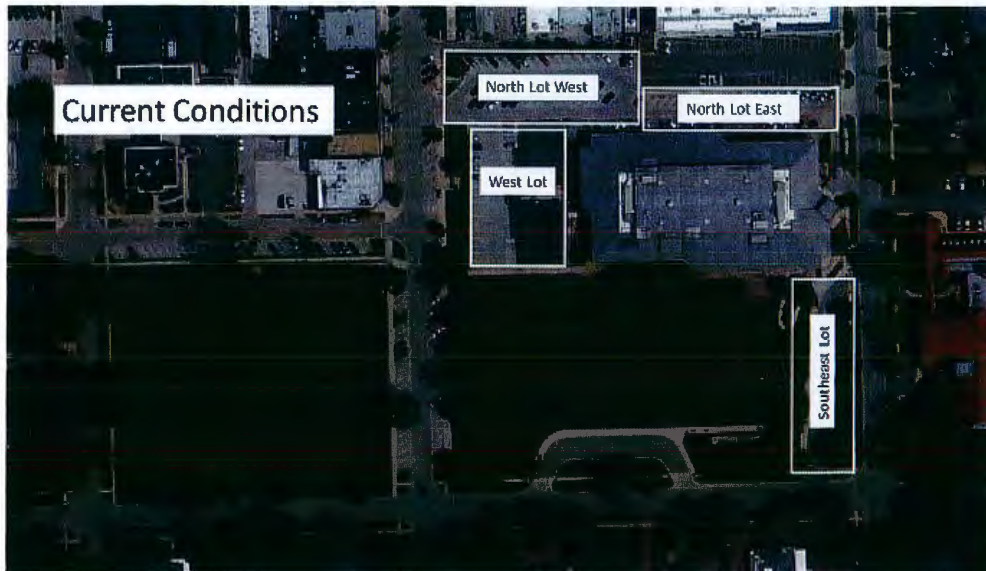 North Lot West
Current Conditions
North Lot East
West Lot
Southeast Lot